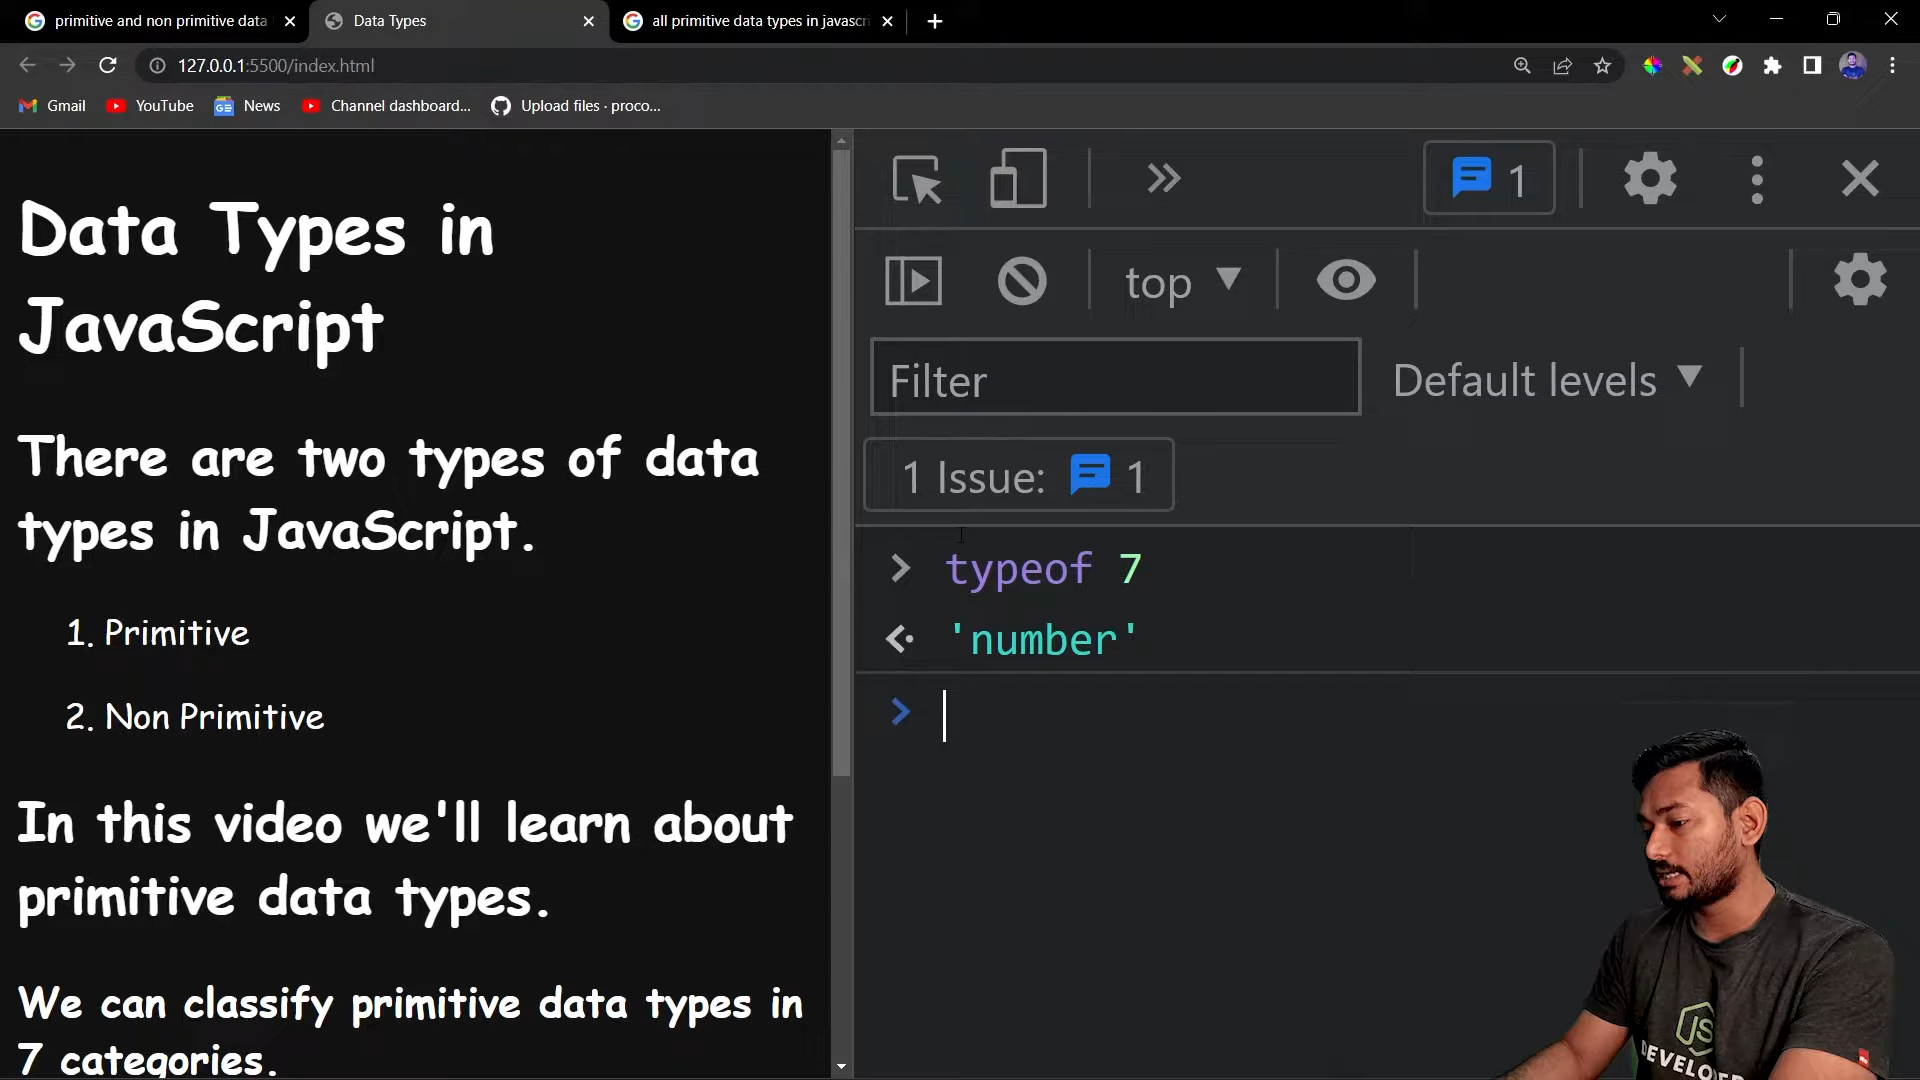 primitive and non primitive data
Data Types
all primitive data types in javascri
127.0.0.1:5500/index.html
Gmail
YouTube
News
Channel dashboard...
Upload files · proco...
Data Types in
JavaScript
There are two types of data
types in JavaScript.
1. Primitive
2. Non Primitive
In this video we'll learn about
primitive data types.
We can classify primitive data types in
7 categories.
1
top
Filter
Default levels
1 Issue: 1
> typeof 7
'number'
>
JS
DEVELOPER